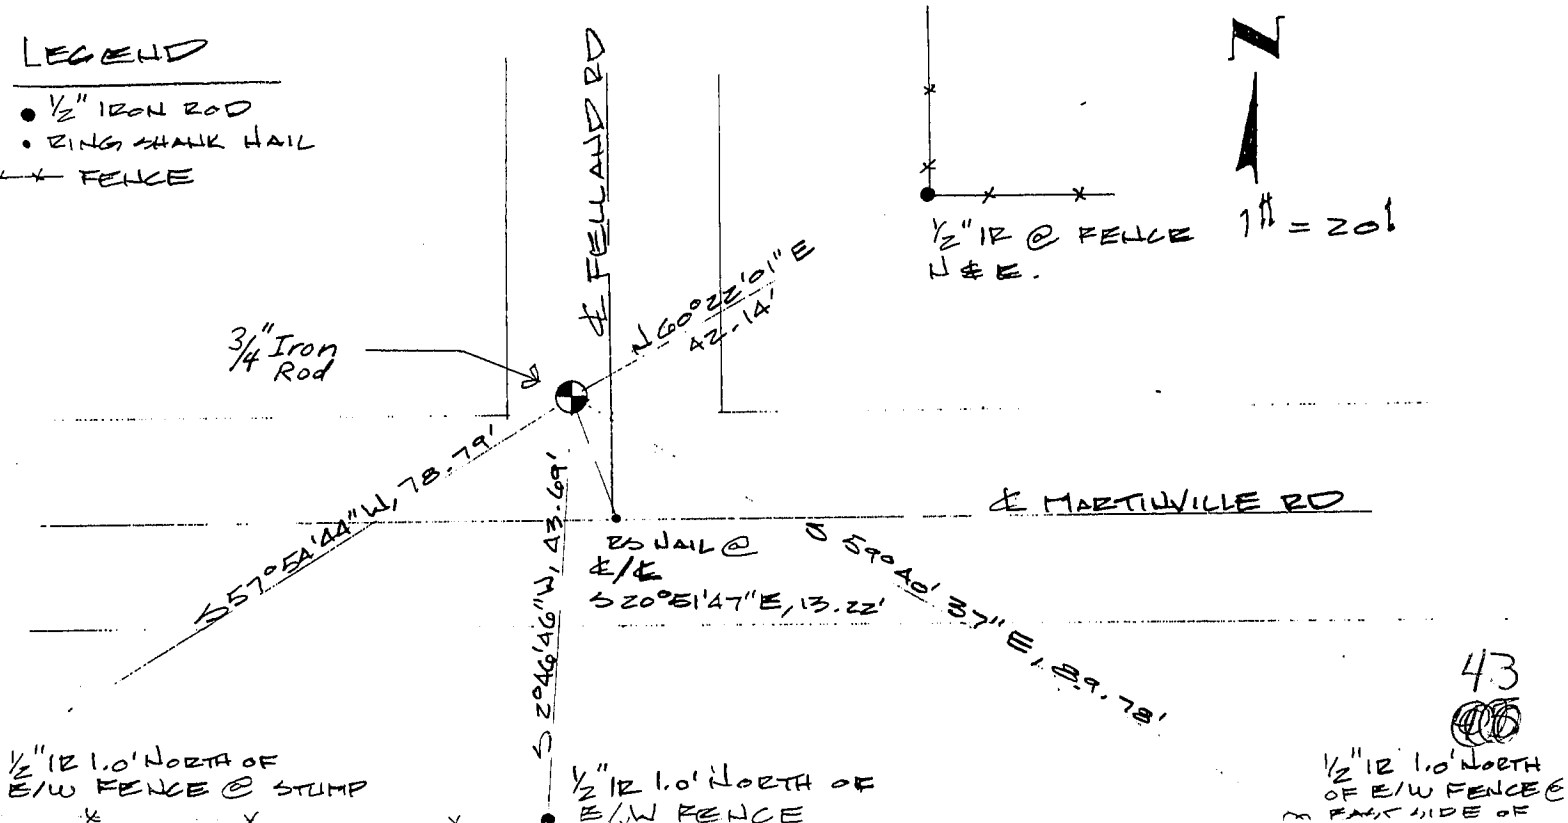 LEGEND
1/2" IRON ROD
RING SHANK NAIL
FENCE
℄ FELLAND RD
N
1" = 20'
1/2" IR @ FENCE
N & E.
N 60°22'01" E
42.14'
3/4" Iron
Rod
S 57°54'44" W, 78.79'
S 2°46'46" W, 43.69'
℄ MARTINVILLE RD
RS NAIL @
℄/℄
S 20°51'47" E, 13.22'
S 59°40'37" E, 89.78'
43
1/2" IR 1.0' NORTH OF
E/W FENCE @ STUMP
1/2" IR 1.0' NORTH OF
E/W FENCE
1/2" IR 1.0' NORTH
OF E/W FENCE @
EAST SIDE OF